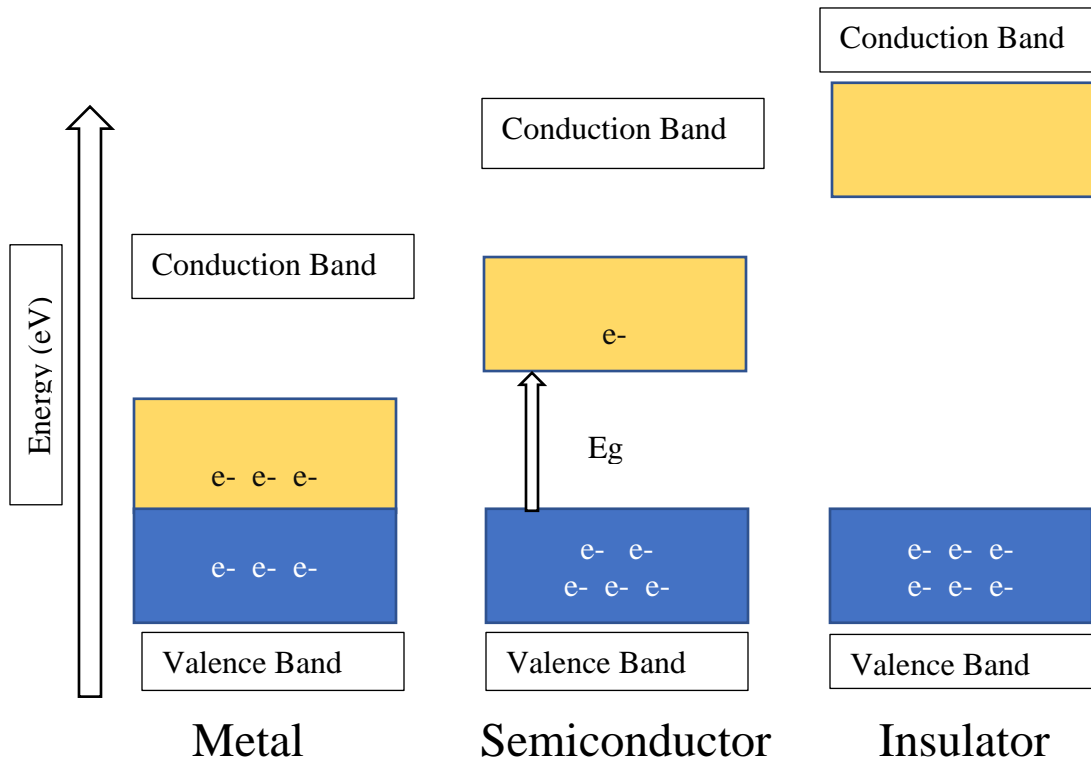 Conduction Band
Conduction Band
Conduction Band
Energy (eV)
e-
Eg
e- e- e-
e- e- e-
e- e-
e- e- e-
e- e- e-
e- e- e-
Valence Band
Valence Band
Valence Band
Metal
Semiconductor
Insulator